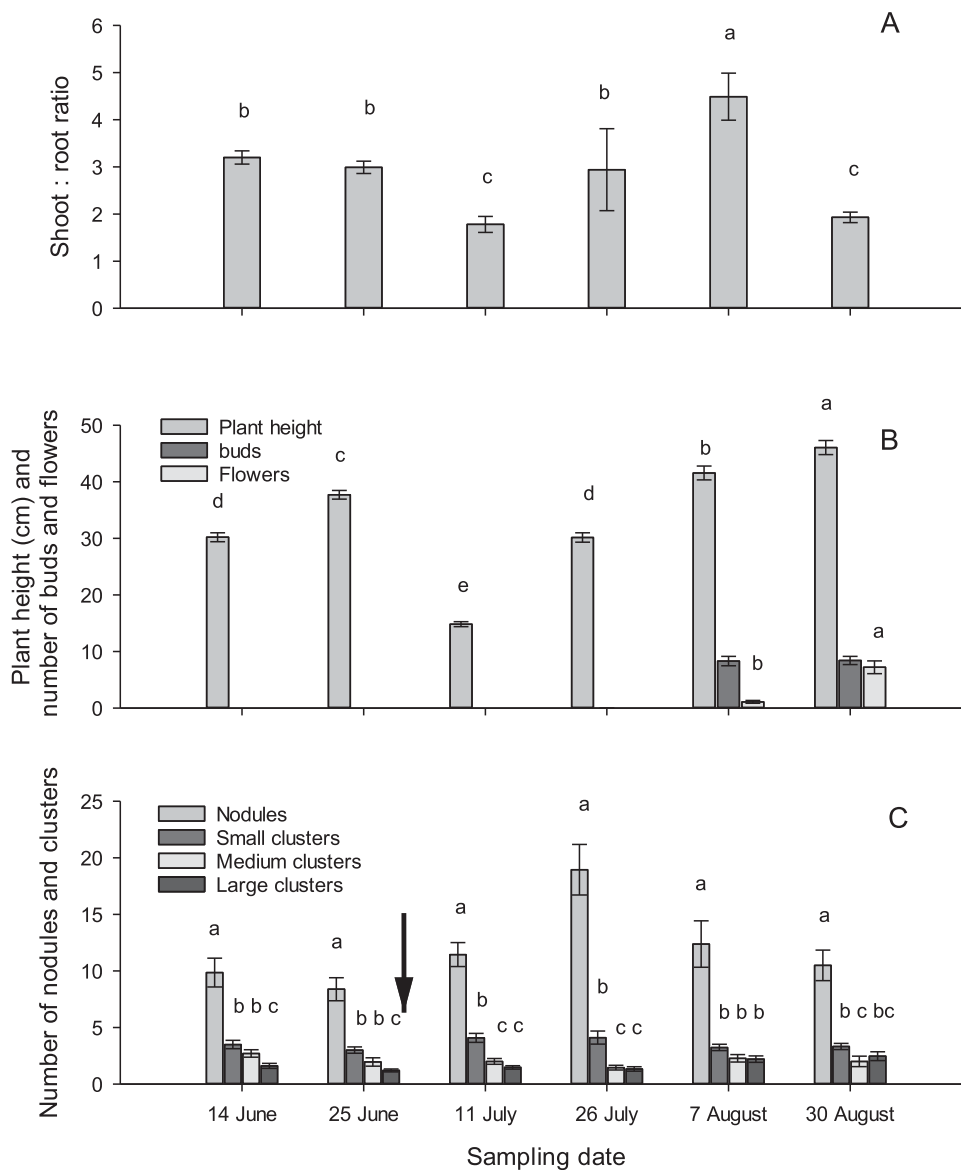 A
Shoot : root ratio
6
5
4
3
2
1
0
b
b
c
b
a
c
B
Plant height (cm) and
number of buds and flowers
50
40
30
20
10
0
Plant height
buds
Flowers
d
c
e
d
b
b
a
a
C
Number of nodules and clusters
25
20
15
10
5
0
Nodules
Small clusters
Medium clusters
Large clusters
a
b b c
a
b b c
a
b
c c
a
b
c c
a
b b b
a
b c bc
14 June 25 June 11 July 26 July 7 August 30 August
Sampling date